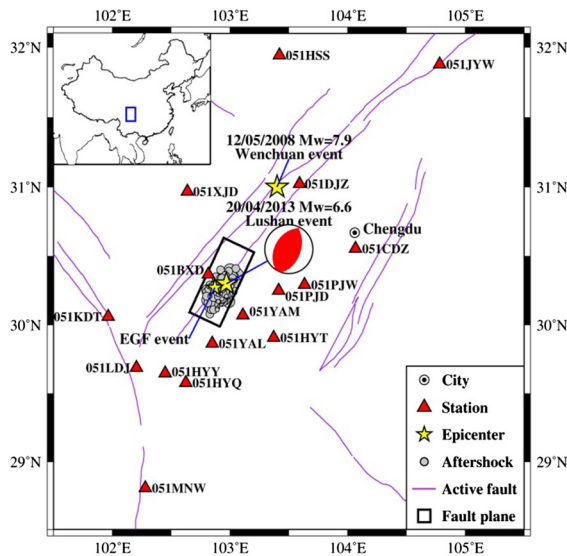 102°E 103°E 104°E 105°E
32°N 32°N
051HSS
051JYW
12/05/2008 Mw=7.9
Wenchuan event
051XJD
051DJZ
31°N 31°N
20/04/2013 Mw=6.6
Lushan event
Chengdu
051CDZ
051BXD
051PJW
051PJD
051YAM
051KDT
30°N 30°N
EGF event
051YAL
051HYT
051LDJ
051HYY
051HYQ
City
Station
Epicenter
29°N 29°N
Aftershock
051MNW
Active fault
Fault plane
102°E 103°E 104°E 105°E